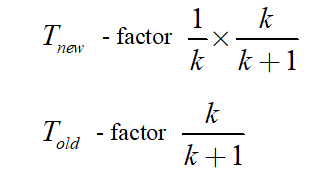 T_new - factor 1/k × k/(k+1)
T_old - factor k/(k+1)